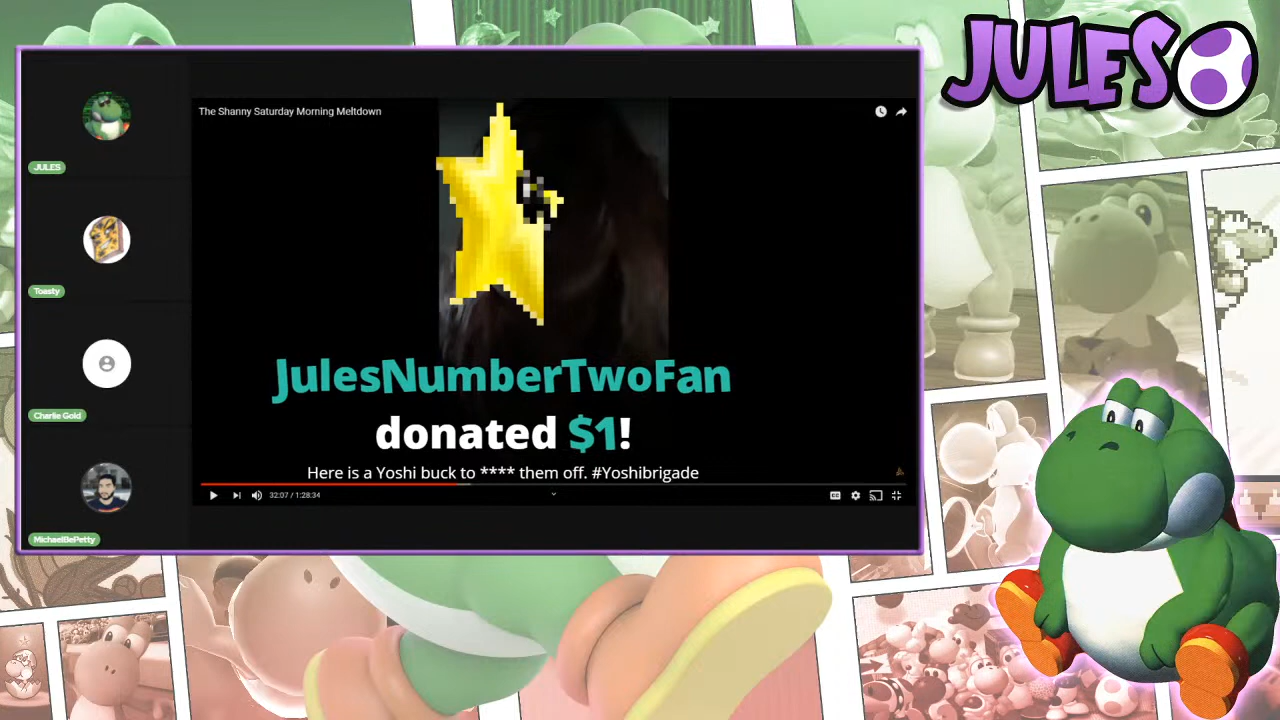 JULES
The Shanny Saturday Morning Meltdown
JULES
Toasty
Charlie Gold
MichaelBePetty
JulesNumberTwoFan
donated $1!
Here is a Yoshi buck to **** them off. #Yoshibrigade
32:07 / 1:28:34
CC